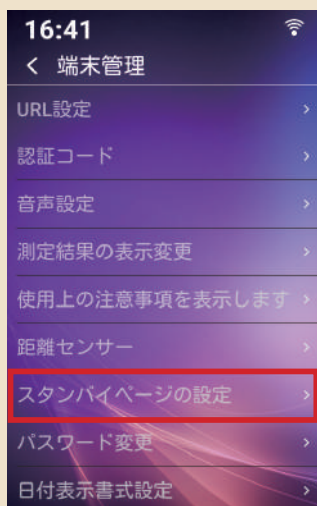 16:41
< 端末管理
URL設定 >
認証コード >
音声設定 >
測定結果の表示変更 >
使用上の注意事項を表示します >
距離センサー >
スタンバイページの設定 >
パスワード変更 >
日付表示書式設定 >